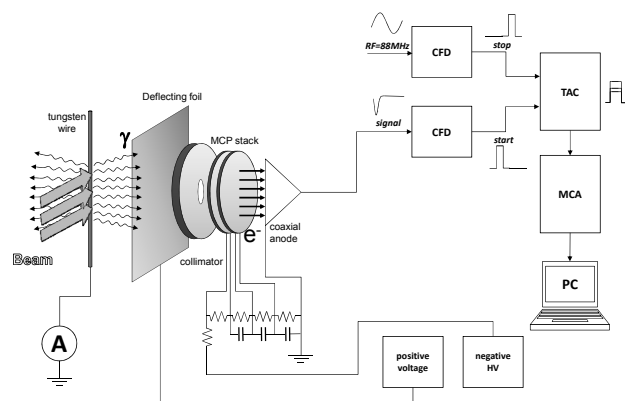 RF=88MHz
CFD
stop
TAC
signal
CFD
start
MCA
PC
Deflecting foil
tungsten
wire
γ
MCP stack
e-
coaxial
anode
collimator
Beam
A
positive
voltage
negative
HV